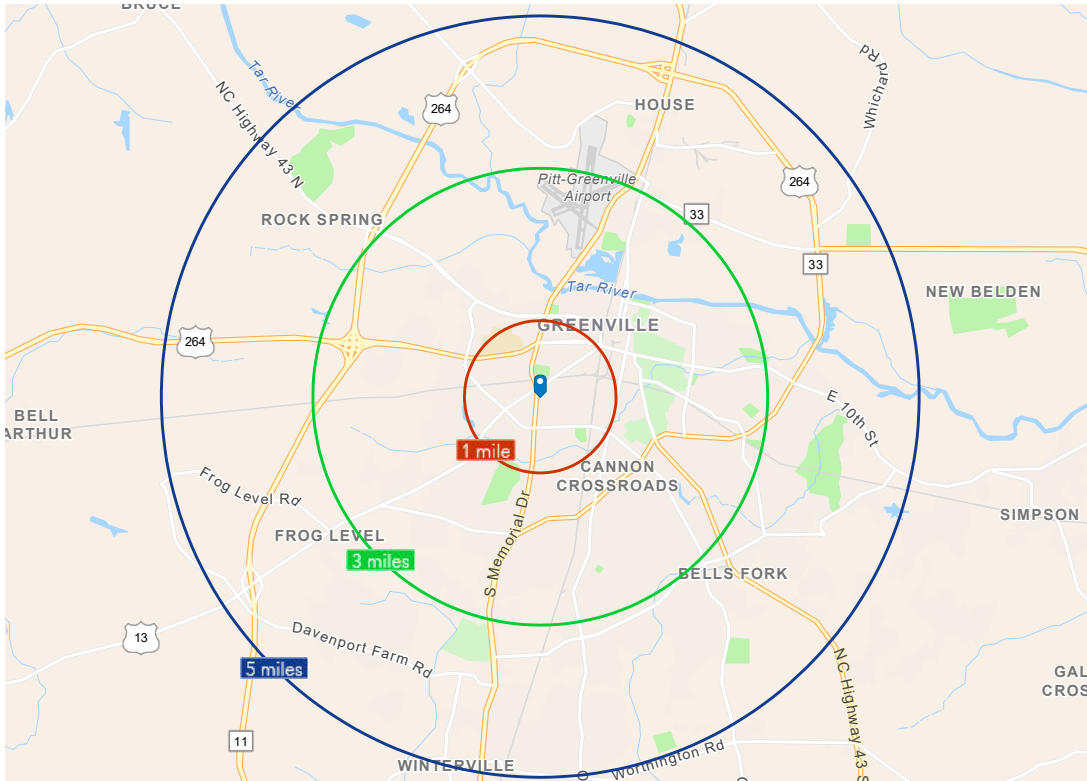 BRUCE
Tar River
NC Highway 43 N
264
HOUSE
Whichard Rd
Pitt-Greenville
Airport
264
33
ROCK SPRING
33
Tar River
NEW BELDEN
GREENVILLE
264
BELL
ARTHUR
E 10th St
1 mile
CANNON
CROSSROADS
Frog Level Rd
S Memorial Dr
SIMPSON
FROG LEVEL
3 miles
BELLS FORK
13
Davenport Farm Rd
5 miles
NC Highway 43 S
GAL
CROS
11
WINTERVILLE
Worthington Rd